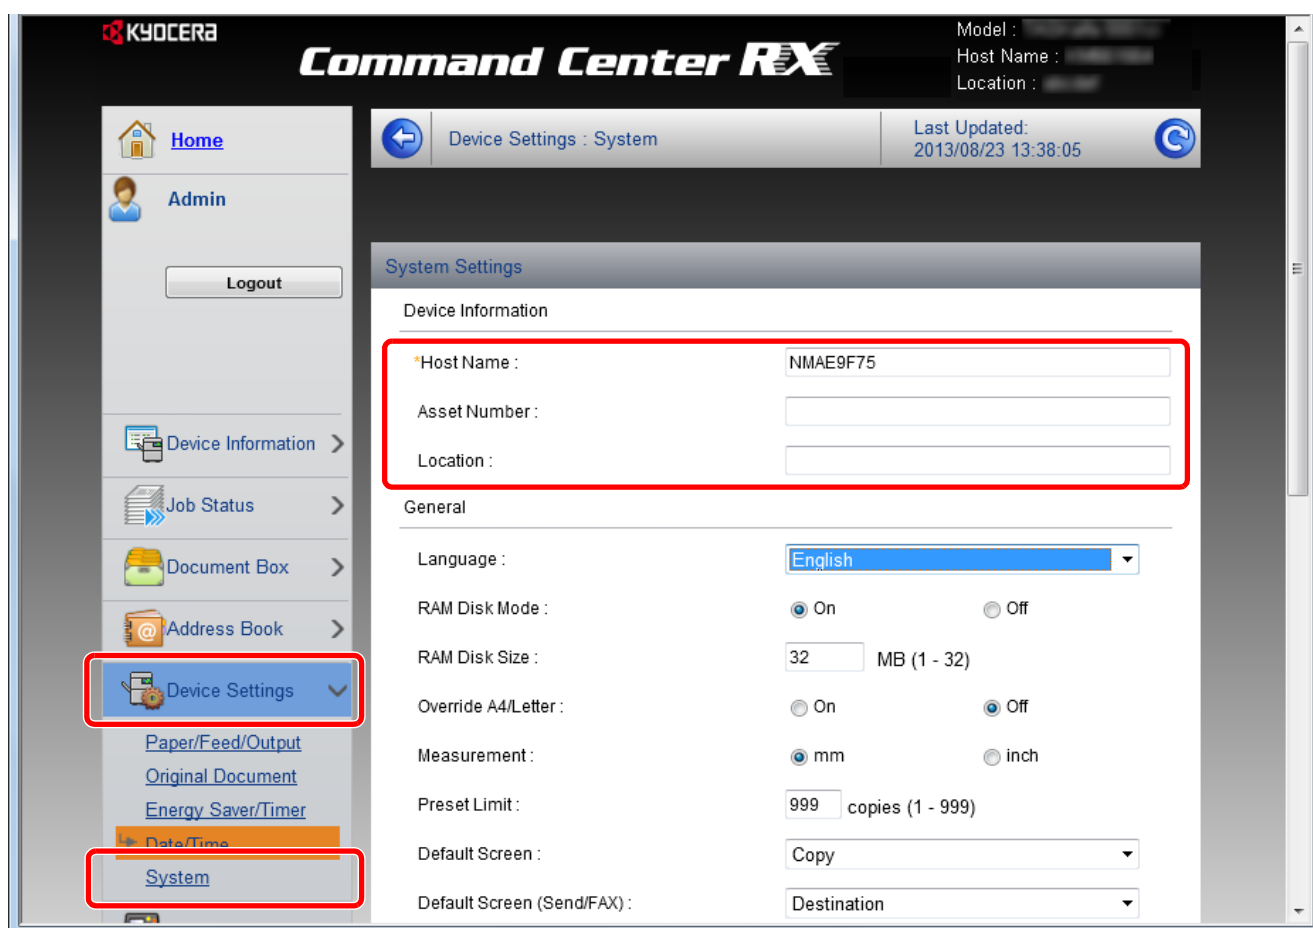 KYOCERA
Command Center RX
Model :
Host Name :
Location :
Home
Admin
Logout
Device Information
Job Status
Document Box
Address Book
Device Settings
Paper/Feed/Output
Original Document
Energy Saver/Timer
Date/Time
System
Device Settings : System
Last Updated:
2013/08/23 13:38:05
System Settings
Device Information
*Host Name : NMAE9F75
Asset Number :
Location :
General
Language : English
RAM Disk Mode : On Off
RAM Disk Size : 32 MB (1 - 32)
Override A4/Letter : On Off
Measurement : mm inch
Preset Limit : 999 copies (1 - 999)
Default Screen : Copy
Default Screen (Send/FAX) : Destination